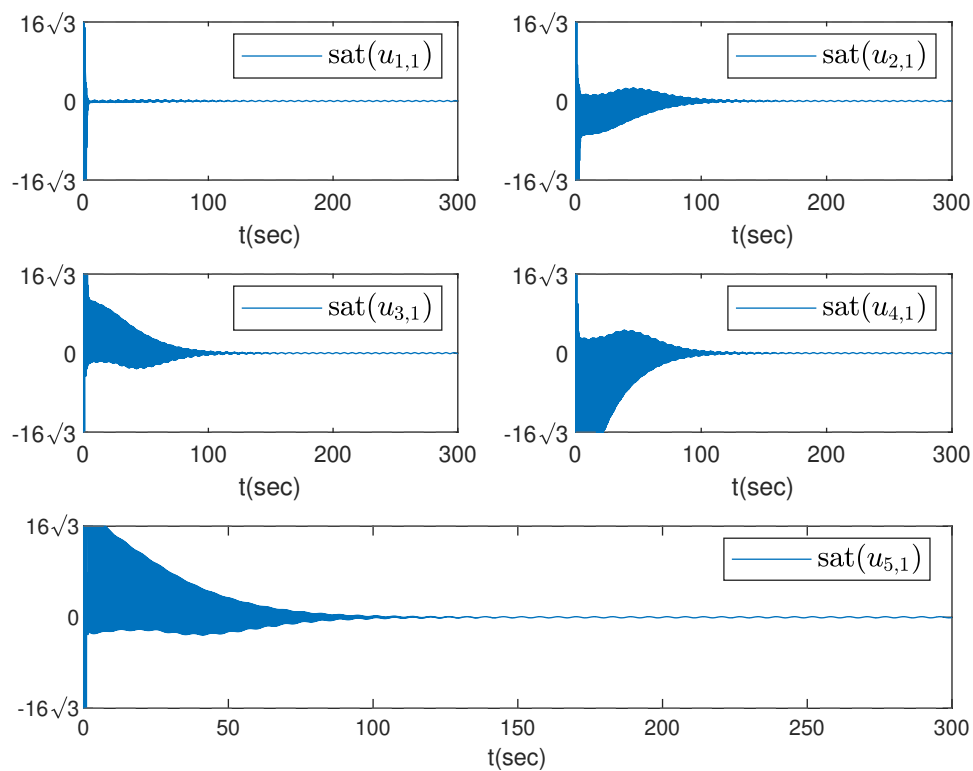 16√3
0
-16√3
sat(u₁,₁)
0 100 200 300
t(sec)
16√3
0
-16√3
sat(u₂,₁)
0 100 200 300
t(sec)
16√3
0
-16√3
sat(u₃,₁)
0 100 200 300
t(sec)
16√3
0
-16√3
sat(u₄,₁)
0 100 200 300
t(sec)
16√3
0
-16√3
sat(u₅,₁)
0 50 100 150 200 250 300
t(sec)